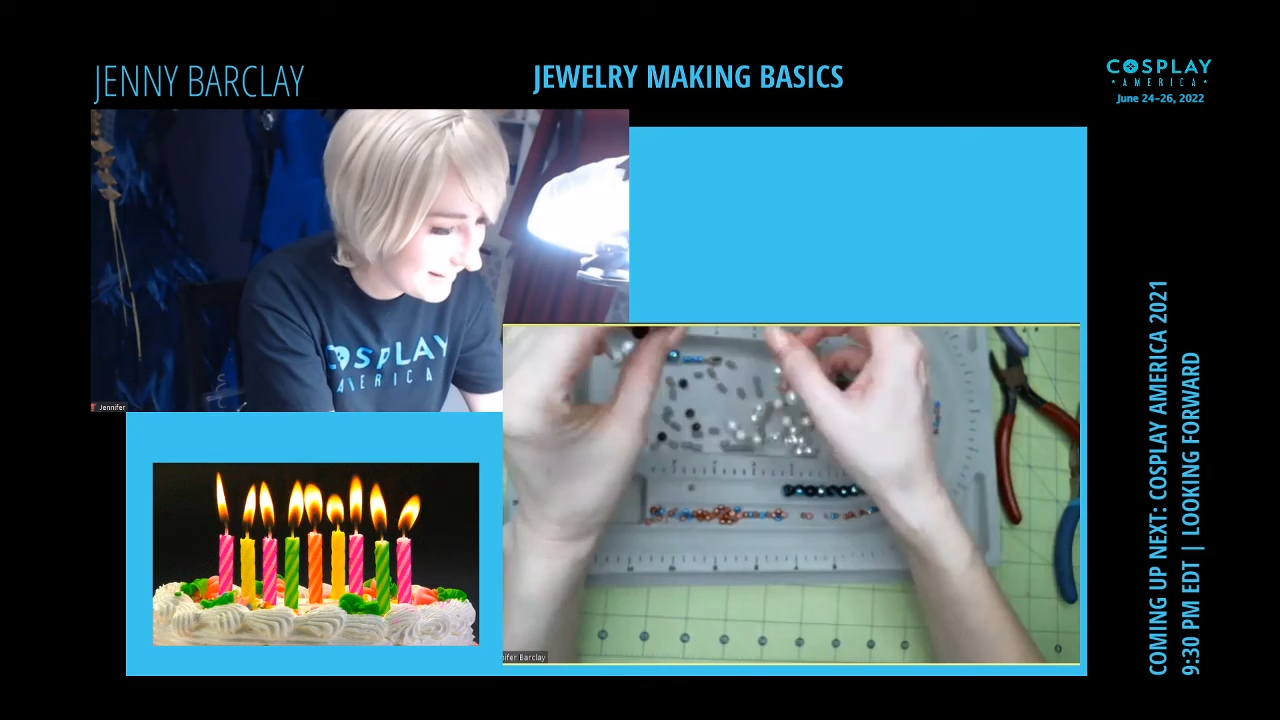 JENNY BARCLAY
JEWELRY MAKING BASICS
COSPLAY
AMERICA
June 24-26, 2022
COSPLAY
AMERICA
Jennifer
nifer Barclay
COMING UP NEXT: COSPLAY AMERICA 2021
9:30 PM EDT | LOOKING FORWARD